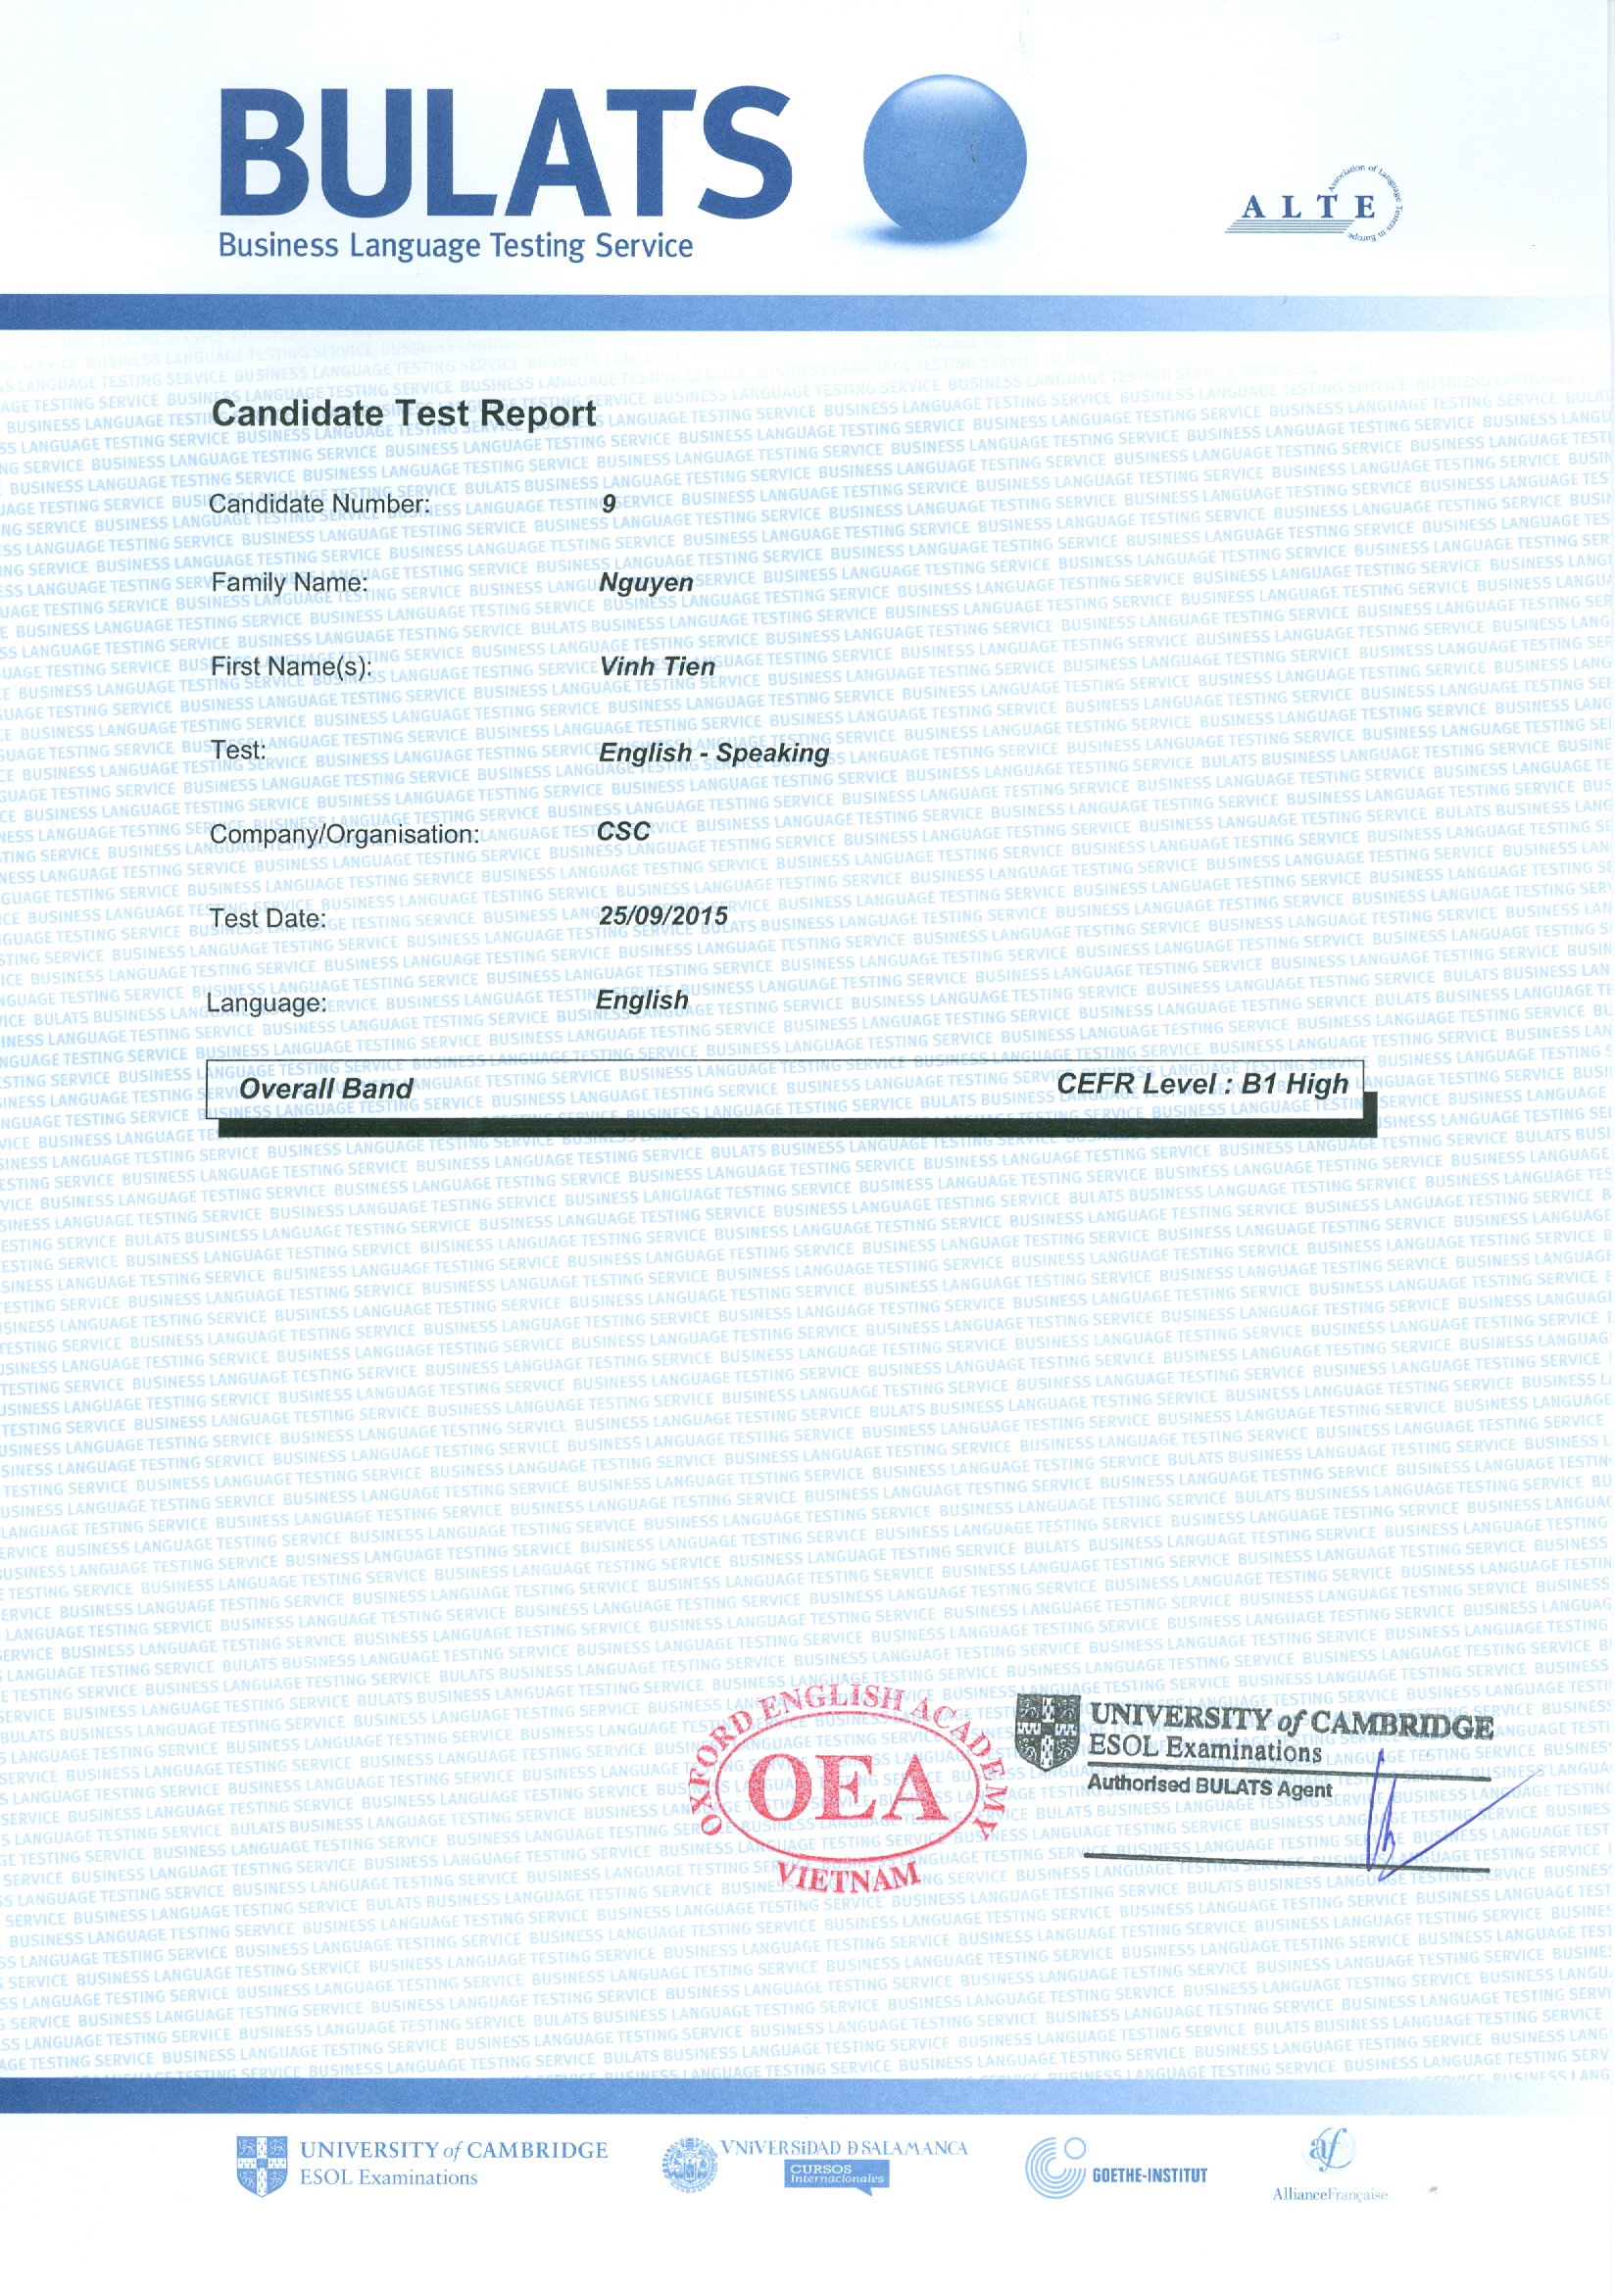 BULATS
Business Language Testing Service
ALTE
Association of Language Testers in Europe
Candidate Test Report
Candidate Number: 9
Family Name: Nguyen
First Name(s): Vinh Tien
Test: English - Speaking
Company/Organisation: CSC
Test Date: 25/09/2015
Language: English
Overall Band CEFR Level : B1 High
OXFORD ENGLISH ACADEMY
OEA
VIETNAM
UNIVERSITY of CAMBRIDGE
ESOL Examinations
Authorised BULATS Agent
UNIVERSITY of CAMBRIDGE
ESOL Examinations
VNiVERSiDAD D SALAMANCA
CURSOS
Internacionales
GOETHE-INSTITUT
af
AllianceFrançaise